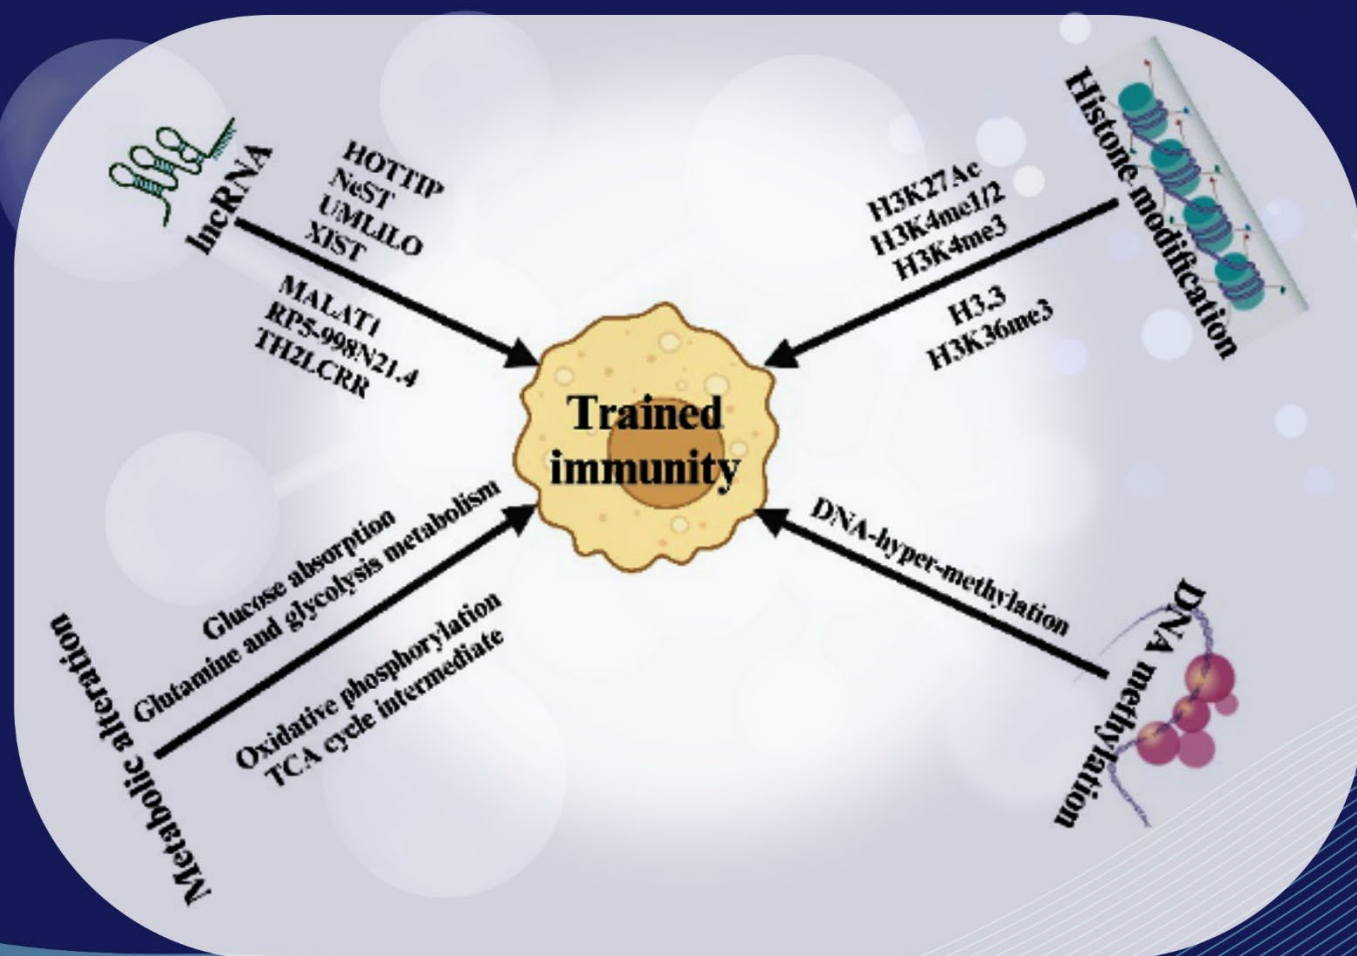 lncRNA
HOTTIP
NeST
UMLILO
XIST
MALAT1
RP5-998N21.4
TH2LCRR
Histone modification
H3K27Ac
H3K4me1/2
H3K4me3
H3.3
H3K36me3
Trained
immunity
Metabolic alteration
Glucose absorption
Glutamine and glycolysis metabolism
Oxidative phosphorylation
TCA cycle intermediate
DNA-hyper-methylation
DNA methylation